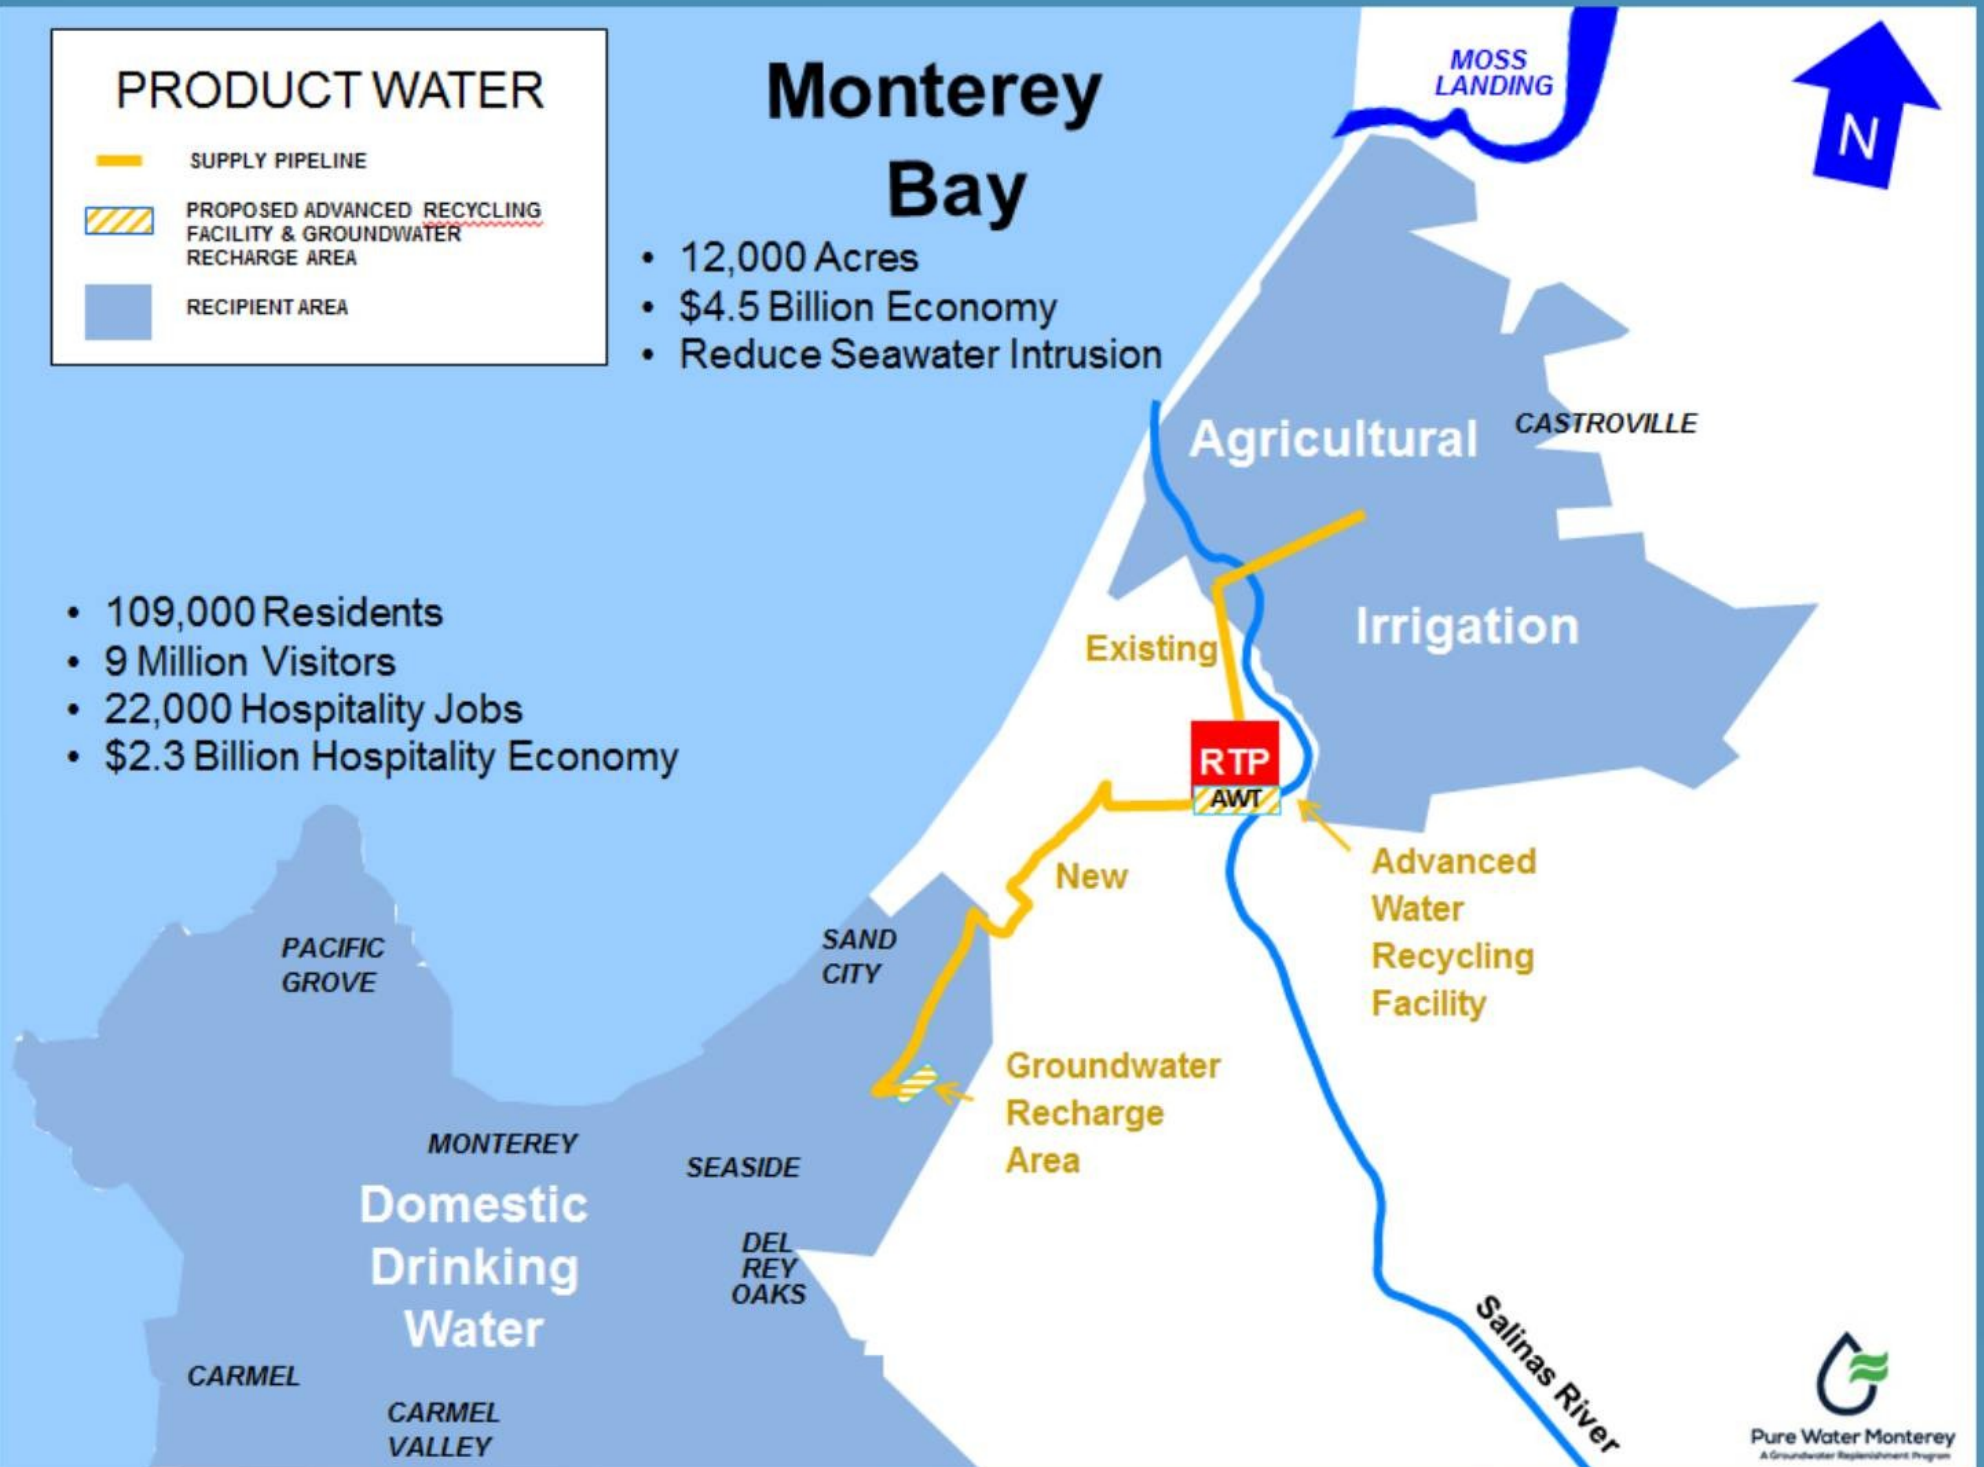 PRODUCT WATER
SUPPLY PIPELINE
PROPOSED ADVANCED RECYCLING
FACILITY & GROUNDWATER
RECHARGE AREA
RECIPIENT AREA
Monterey
Bay
• 12,000 Acres
• $4.5 Billion Economy
• Reduce Seawater Intrusion
MOSS
LANDING
N
Agricultural
CASTROVILLE
Irrigation
• 109,000 Residents
• 9 Million Visitors
• 22,000 Hospitality Jobs
• $2.3 Billion Hospitality Economy
Existing
RTP
AWT
New
Advanced
Water
Recycling
Facility
PACIFIC
GROVE
SAND
CITY
Groundwater
Recharge
Area
MONTEREY
SEASIDE
Domestic
Drinking
Water
DEL
REY
OAKS
CARMEL
CARMEL
VALLEY
Salinas River
Pure Water Monterey
A Groundwater Replenishment Program